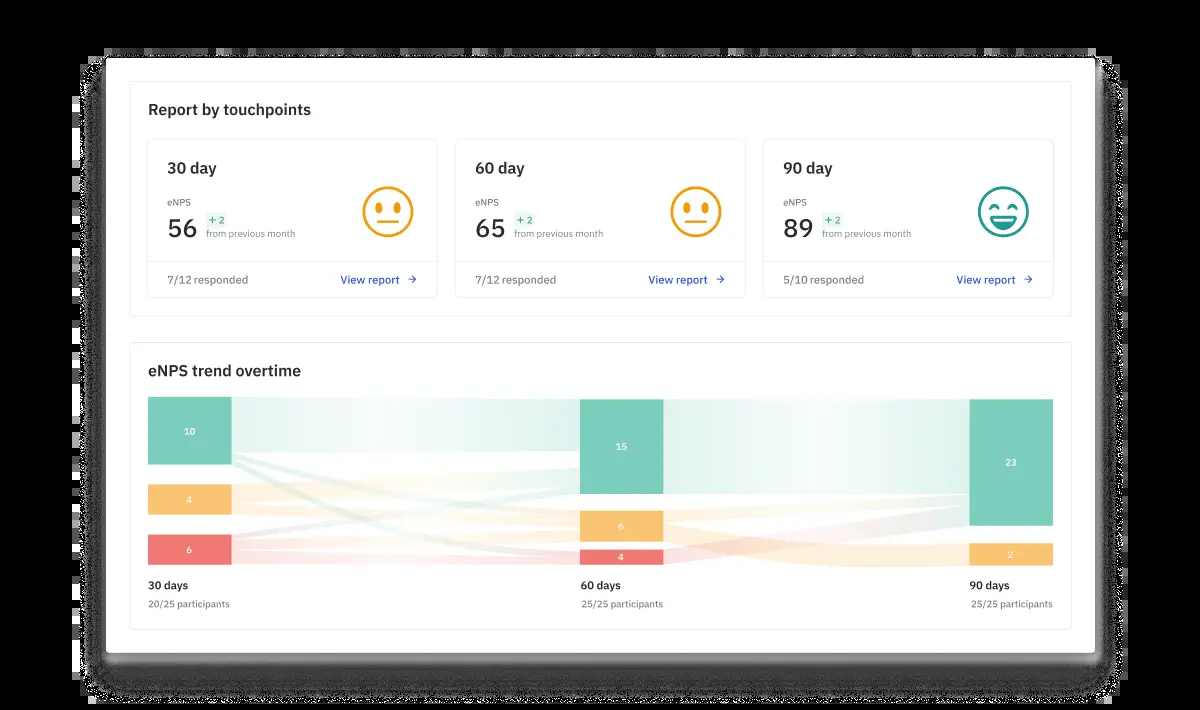 Report by touchpoints
30 day
eNPS
56 + 2
from previous month
7/12 responded View report →
60 day
eNPS
65 + 2
from previous month
7/12 responded View report →
90 day
eNPS
89 + 2
from previous month
5/10 responded View report →
eNPS trend overtime
10
4
6
15
6
4
23
2
30 days
20/25 participants
60 days
25/25 participants
90 days
25/25 participants